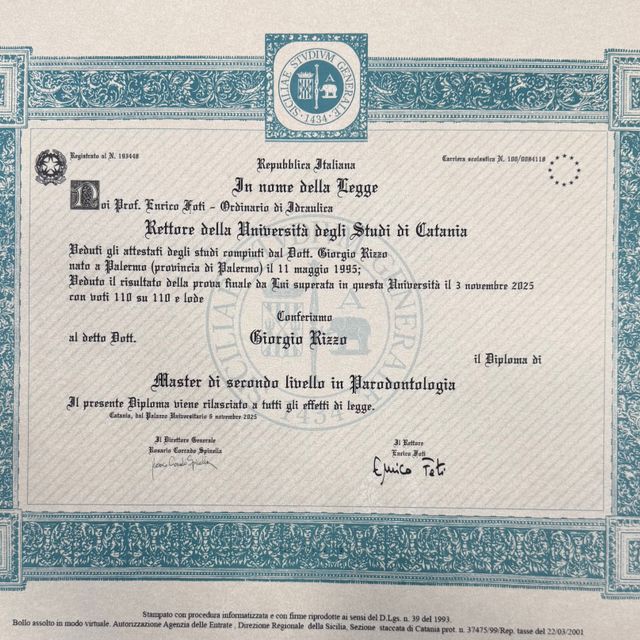 SICILIAE STVDIVM GENERALE
1434
Registrato al N. 193448
Carriera scolastica N. 100/0084118
Repubblica Italiana
In nome della Legge
Noi Prof. Enrico Foti - Ordinario di Idraulica
Rettore della Università degli Studi di Catania
Veduti gli attestati degli studi compiuti dal Dott. Giorgio Rizzo
nato a Palermo (provincia di Palermo) il 11 maggio 1995;
Veduto il risultato della prova finale da Lui superata in questa Università il 3 novembre 2025
con voti 110 su 110 e lode
Conferiamo
al detto Dott. Giorgio Rizzo
il Diploma di
Master di secondo livello in Parodontologia
Il presente Diploma viene rilasciato a tutti gli effetti di legge.
Catania, dal Palazzo Universitario 6 novembre 2025
Il Direttore Generale
Rosario Corrado Spinella
Il Rettore
Enrico Foti
Enrico Foti
Stampato con procedura informatizzata e con firme riprodotte ai sensi del D.Lgs. n. 39 del 1993.
Bollo assolto in modo virtuale. Autorizzazione Agenzia delle Entrate , Direzione Regionale della Sicilia, Sezione staccata di Catania prot. n. 37475/99/Rep. tasse del 22/03/2001